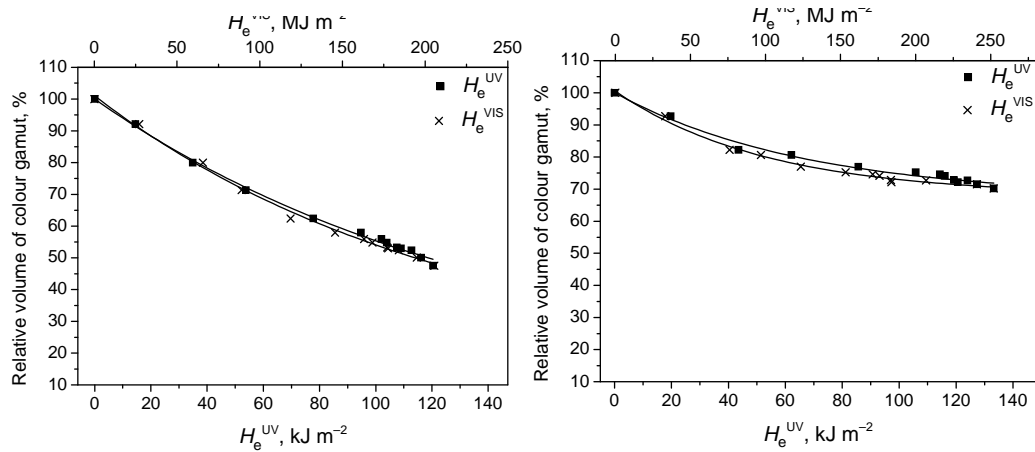 H_e^VIS, MJ m⁻²
0 50 100 150 200 250
110
100
90
80
70
60
50
40
30
20
10
Relative volume of colour gamut, %
H_e^UV
H_e^VIS
0 20 40 60 80 100 120 140
H_e^UV, kJ m⁻²
H_e^VIS, MJ m⁻²
0 50 100 150 200 250
110
100
90
80
70
60
50
40
30
20
10
Relative volume of colour gamut, %
H_e^UV
H_e^VIS
0 20 40 60 80 100 120 140
H_e^UV, kJ m⁻²